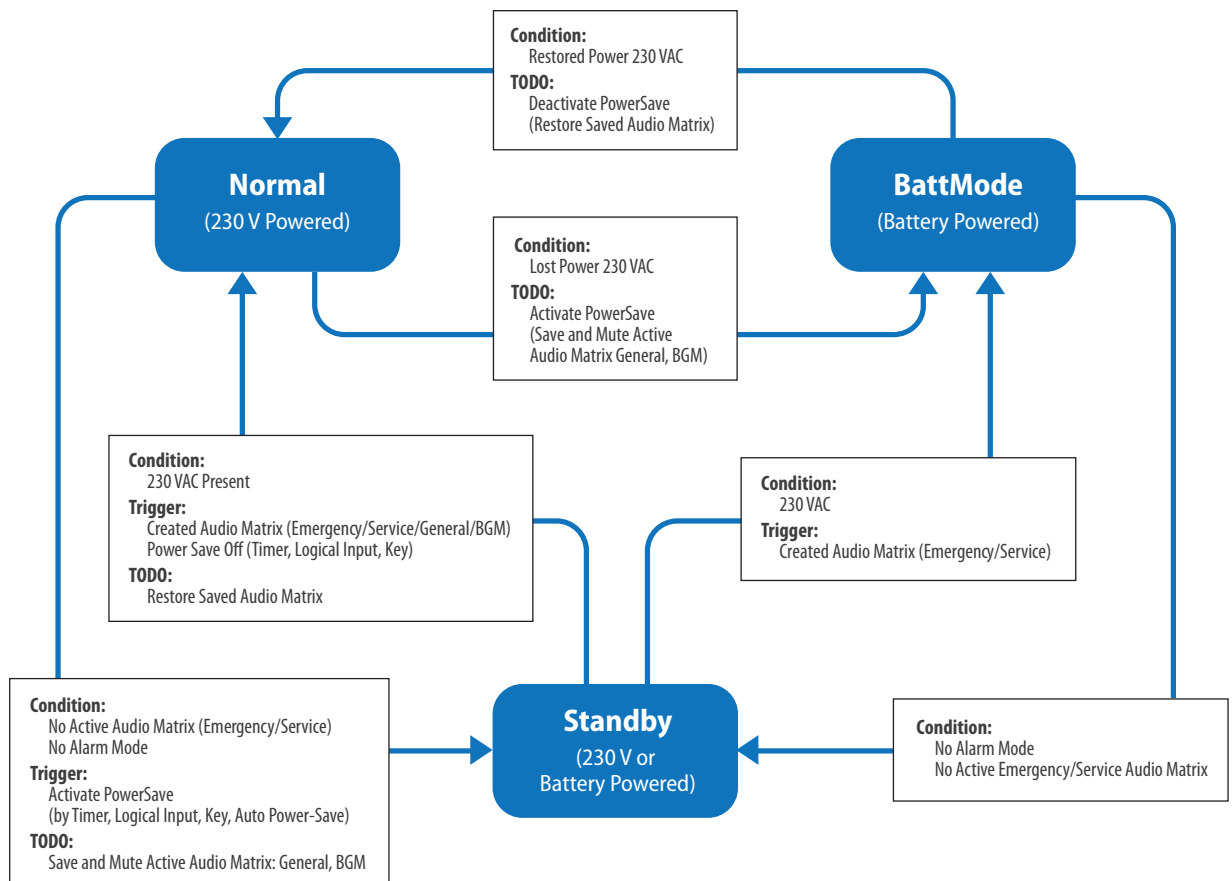 Condition:
Restored Power 230 VAC
TODO:
Deactivate PowerSave
(Restore Saved Audio Matrix)
Normal
(230 V Powered)
BattMode
(Battery Powered)
Condition:
Lost Power 230 VAC
TODO:
Activate PowerSave
(Save and Mute Active
Audio Matrix General, BGM)
Condition:
230 VAC Present
Trigger:
Created Audio Matrix (Emergency/Service/General/BGM)
Power Save Off (Timer, Logical Input, Key)
TODO:
Restore Saved Audio Matrix
Condition:
230 VAC
Trigger:
Created Audio Matrix (Emergency/Service)
Condition:
No Active Audio Matrix (Emergency/Service)
No Alarm Mode
Trigger:
Activate PowerSave
(by Timer, Logical Input, Key, Auto Power-Save)
TODO:
Save and Mute Active Audio Matrix: General, BGM
Standby
(230 V or
Battery Powered)
Condition:
No Alarm Mode
No Active Emergency/Service Audio Matrix